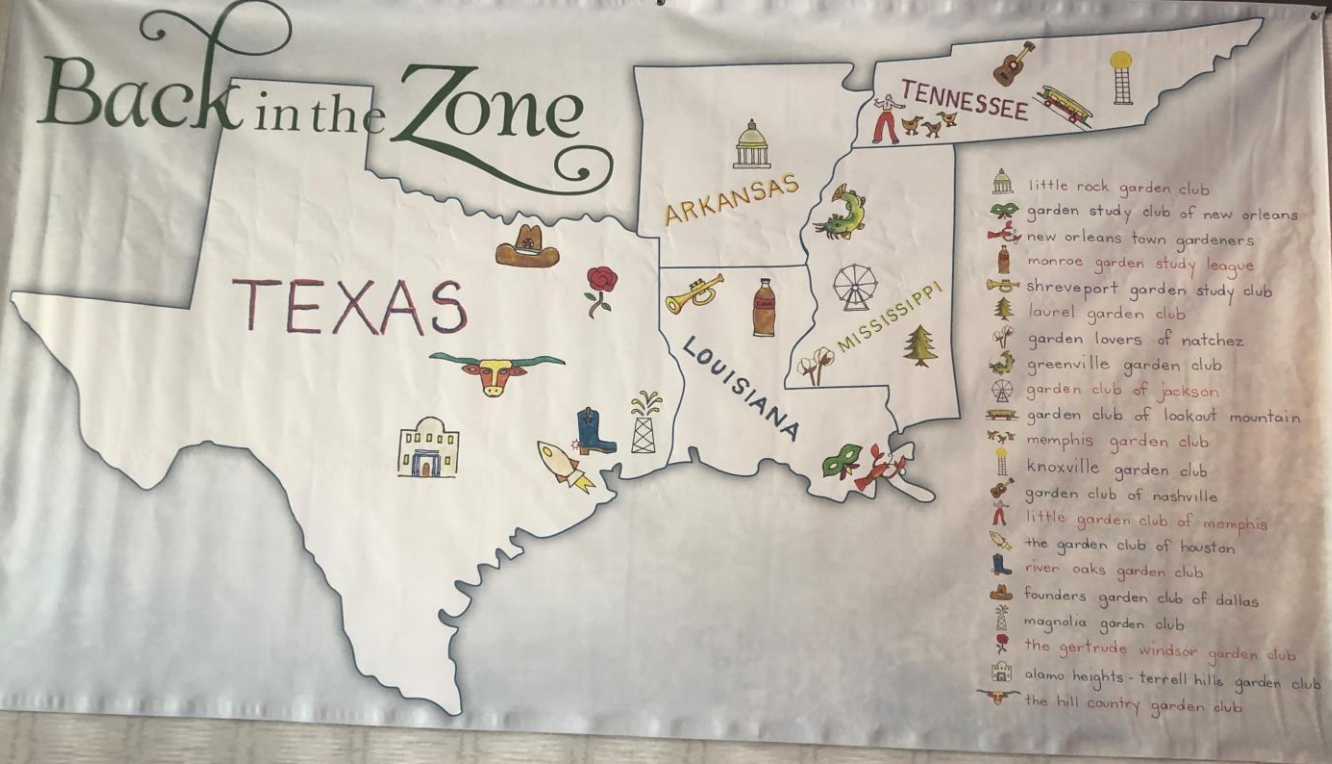 Back in the Zone
TENNESSEE
ARKANSAS
TEXAS
MISSISSIPPI
LOUISIANA
little rock garden club
garden study club of new orleans
new orleans town gardeners
monroe garden study league
shreveport garden study club
laurel garden club
garden lovers of natchez
greenville garden club
garden club of jackson
garden club of lookout mountain
memphis garden club
knoxville garden club
garden club of nashville
little garden club of memphis
the garden club of houston
river oaks garden club
founders garden club of dallas
magnolia garden club
the gertrude windsor garden club
alamo heights - terrell hills garden club
the hill country garden club